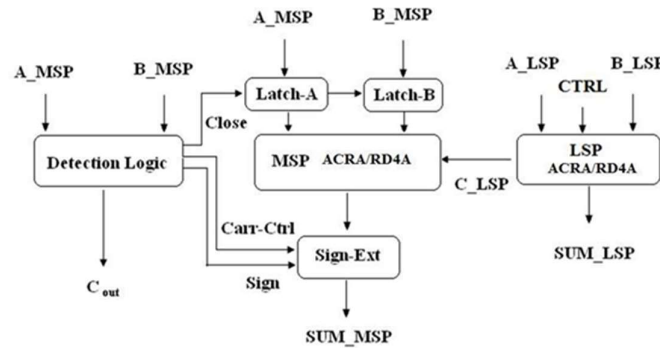 A_MSP
B_MSP
A_MSP
B_MSP
A_LSP
B_LSP
CTRL
Latch-A
Latch-B
Close
Detection Logic
MSP ACRA/RD4A
LSP
ACRA/RD4A
C_LSP
Carr-Ctrl
Sign-Ext
Sign
C out
SUM_LSP
SUM_MSP